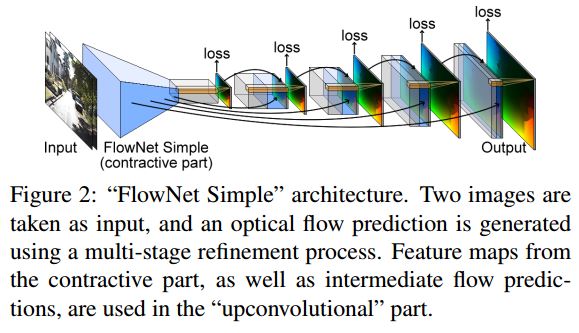 loss
loss
loss
loss
loss
Input
FlowNet Simple
(contractive part)
Output
Figure 2: “FlowNet Simple” architecture. Two images are
taken as input, and an optical flow prediction is generated
using a multi-stage refinement process. Feature maps from
the contractive part, as well as intermediate flow predic-
tions, are used in the “upconvolutional” part.